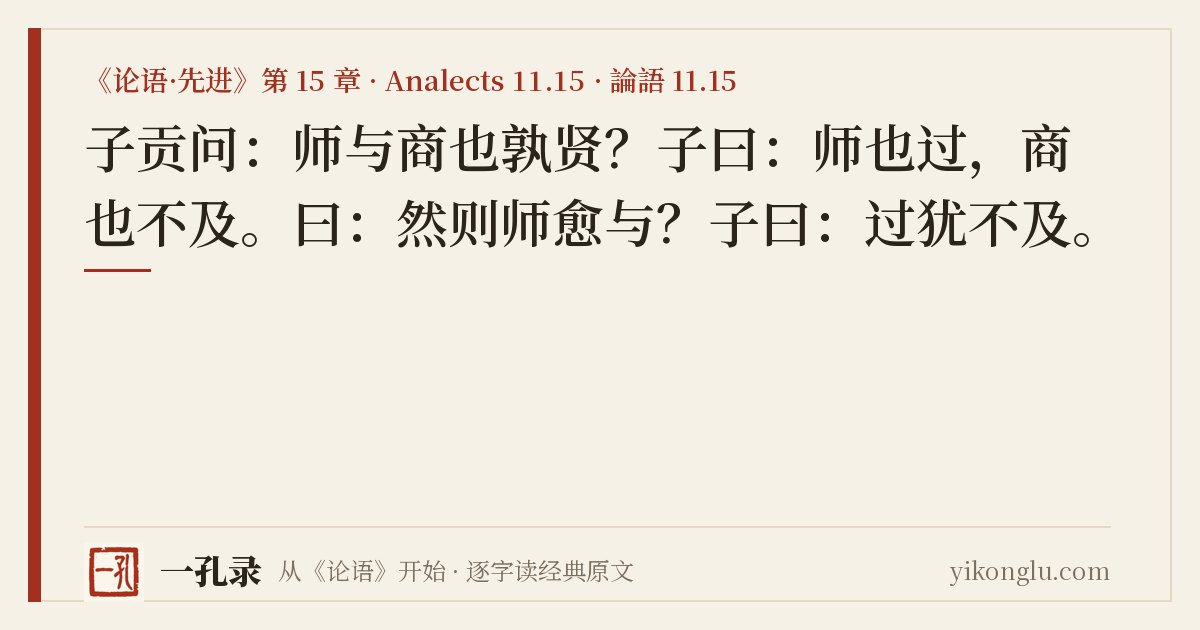 《论语·先进》第 15 章 · Analects 11.15 · 論語 11.15
子贡问：师与商也孰贤？子曰：师也过，商
也不及。曰：然则师愈与？子曰：过犹不及。
一孔
一孔录 从《论语》开始 · 逐字读经典原文 yikonglu.com